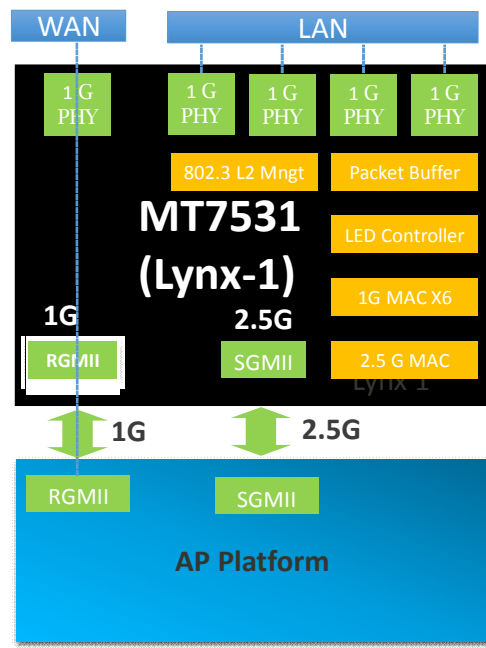 WAN
LAN
1 G
PHY
1 G
PHY
1 G
PHY
1 G
PHY
1 G
PHY
802.3 L2 Mngt
Packet Buffer
MT7531
(Lynx-1)
LED Controller
1G MAC X6
1G
2.5G
RGMII
SGMII
2.5 G MAC
Lynx 1
1G
2.5G
RGMII
SGMII
AP Platform